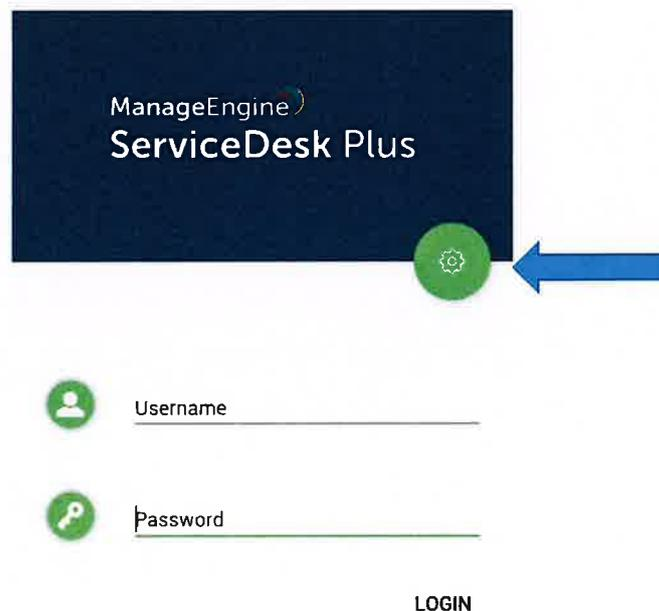 ManageEngine
ServiceDesk Plus
Username
Password
LOGIN